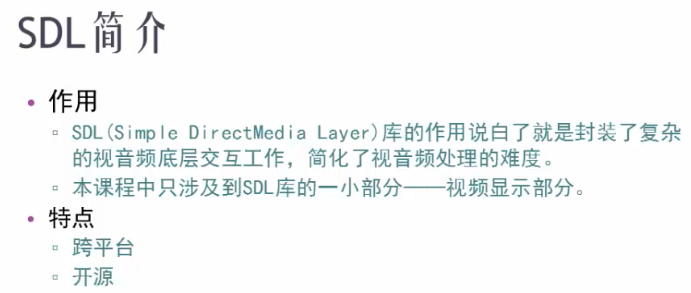 SDL简介
• 作用
▫ SDL(Simple DirectMedia Layer)库的作用说白了就是封装了复杂
的视音频底层交互工作，简化了视音频处理的难度。
▫ 本课程中只涉及到SDL库的一小部分——视频显示部分。
• 特点
▫ 跨平台
▫ 开源